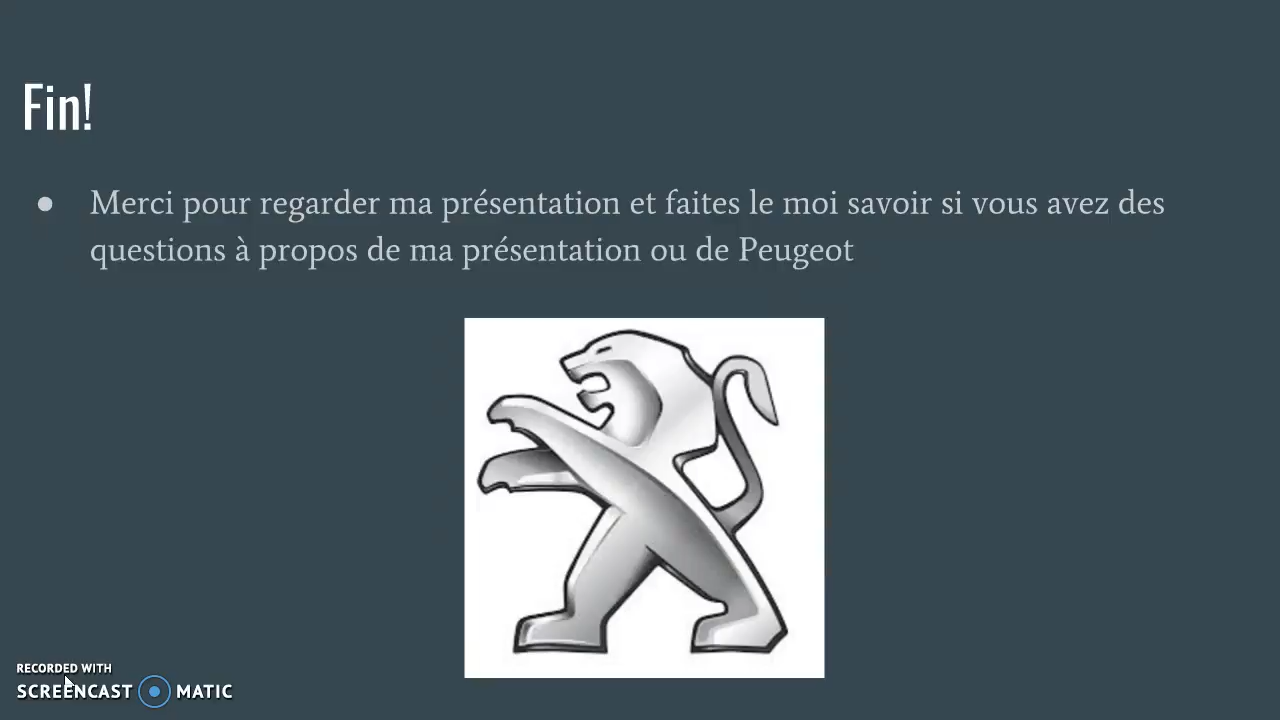 Fin!
● Merci pour regarder ma présentation et faites le moi savoir si vous avez des
questions à propos de ma présentation ou de Peugeot
RECORDED WITH
SCREENCAST MATIC